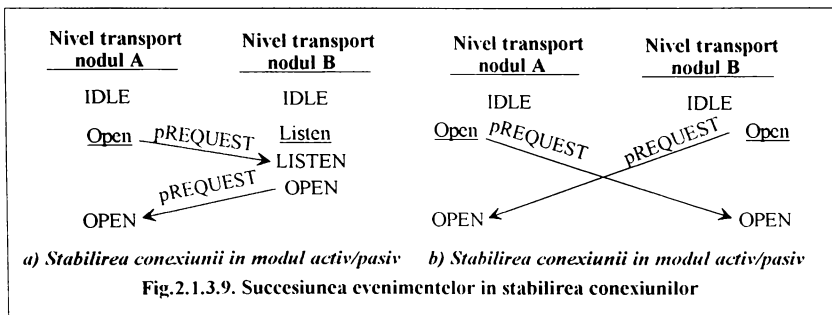 Nivel transport nodul A
Nivel transport nodul B
IDLE
IDLE
Open
pREQUEST
Listen
LISTEN
pREQUEST
OPEN
OPEN
a) Stabilirea conexiunii in modul activ/pasiv
Nivel transport nodul A
Nivel transport nodul B
IDLE
IDLE
Open
pREQUEST
pREQUEST
Open
OPEN
OPEN
b) Stabilirea conexiunii in modul activ/pasiv
Fig.2.1.3.9. Succesiunea evenimentelor in stabilirea conexiunilor